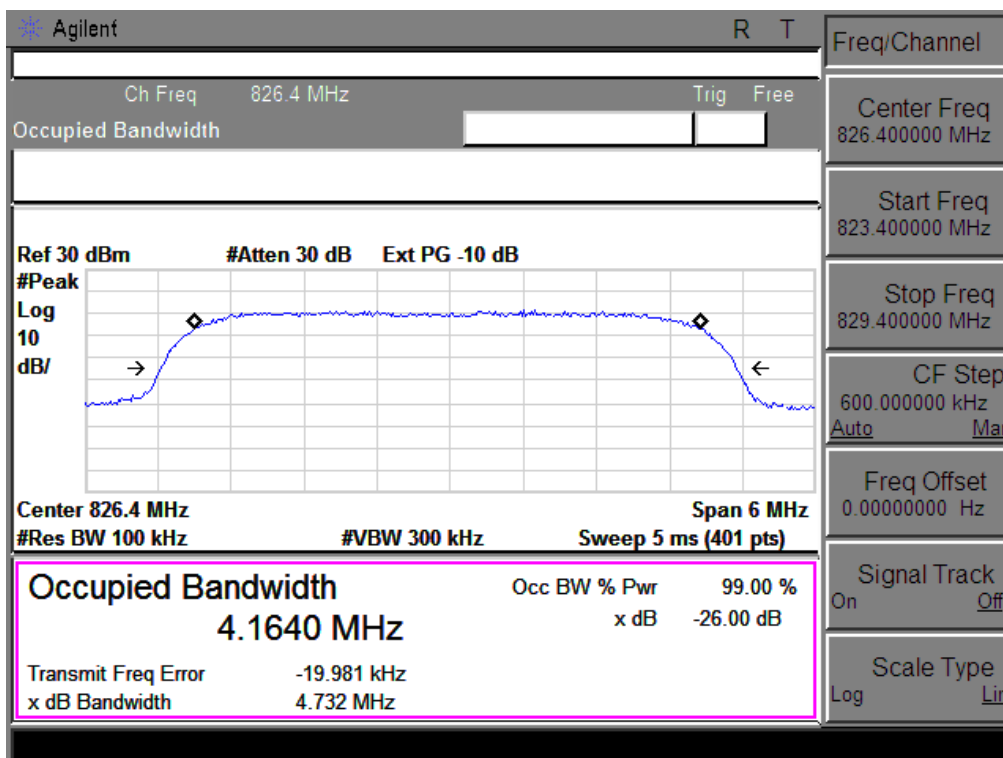 Agilent R T
Freq/Channel
Ch Freq 826.4 MHz Trig Free
Occupied Bandwidth
Center Freq
826.400000 MHz
Start Freq
823.400000 MHz
Stop Freq
829.400000 MHz
CF Step
600.000000 kHz
Auto Man
Freq Offset
0.00000000 Hz
Signal Track
On Off
Scale Type
Log Lin
Ref 30 dBm #Atten 30 dB Ext PG -10 dB
#Peak
Log
10
dB/
Center 826.4 MHz Span 6 MHz
#Res BW 100 kHz #VBW 300 kHz Sweep 5 ms (401 pts)
Occupied Bandwidth Occ BW % Pwr 99.00 %
4.1640 MHz x dB -26.00 dB
Transmit Freq Error -19.981 kHz
x dB Bandwidth 4.732 MHz